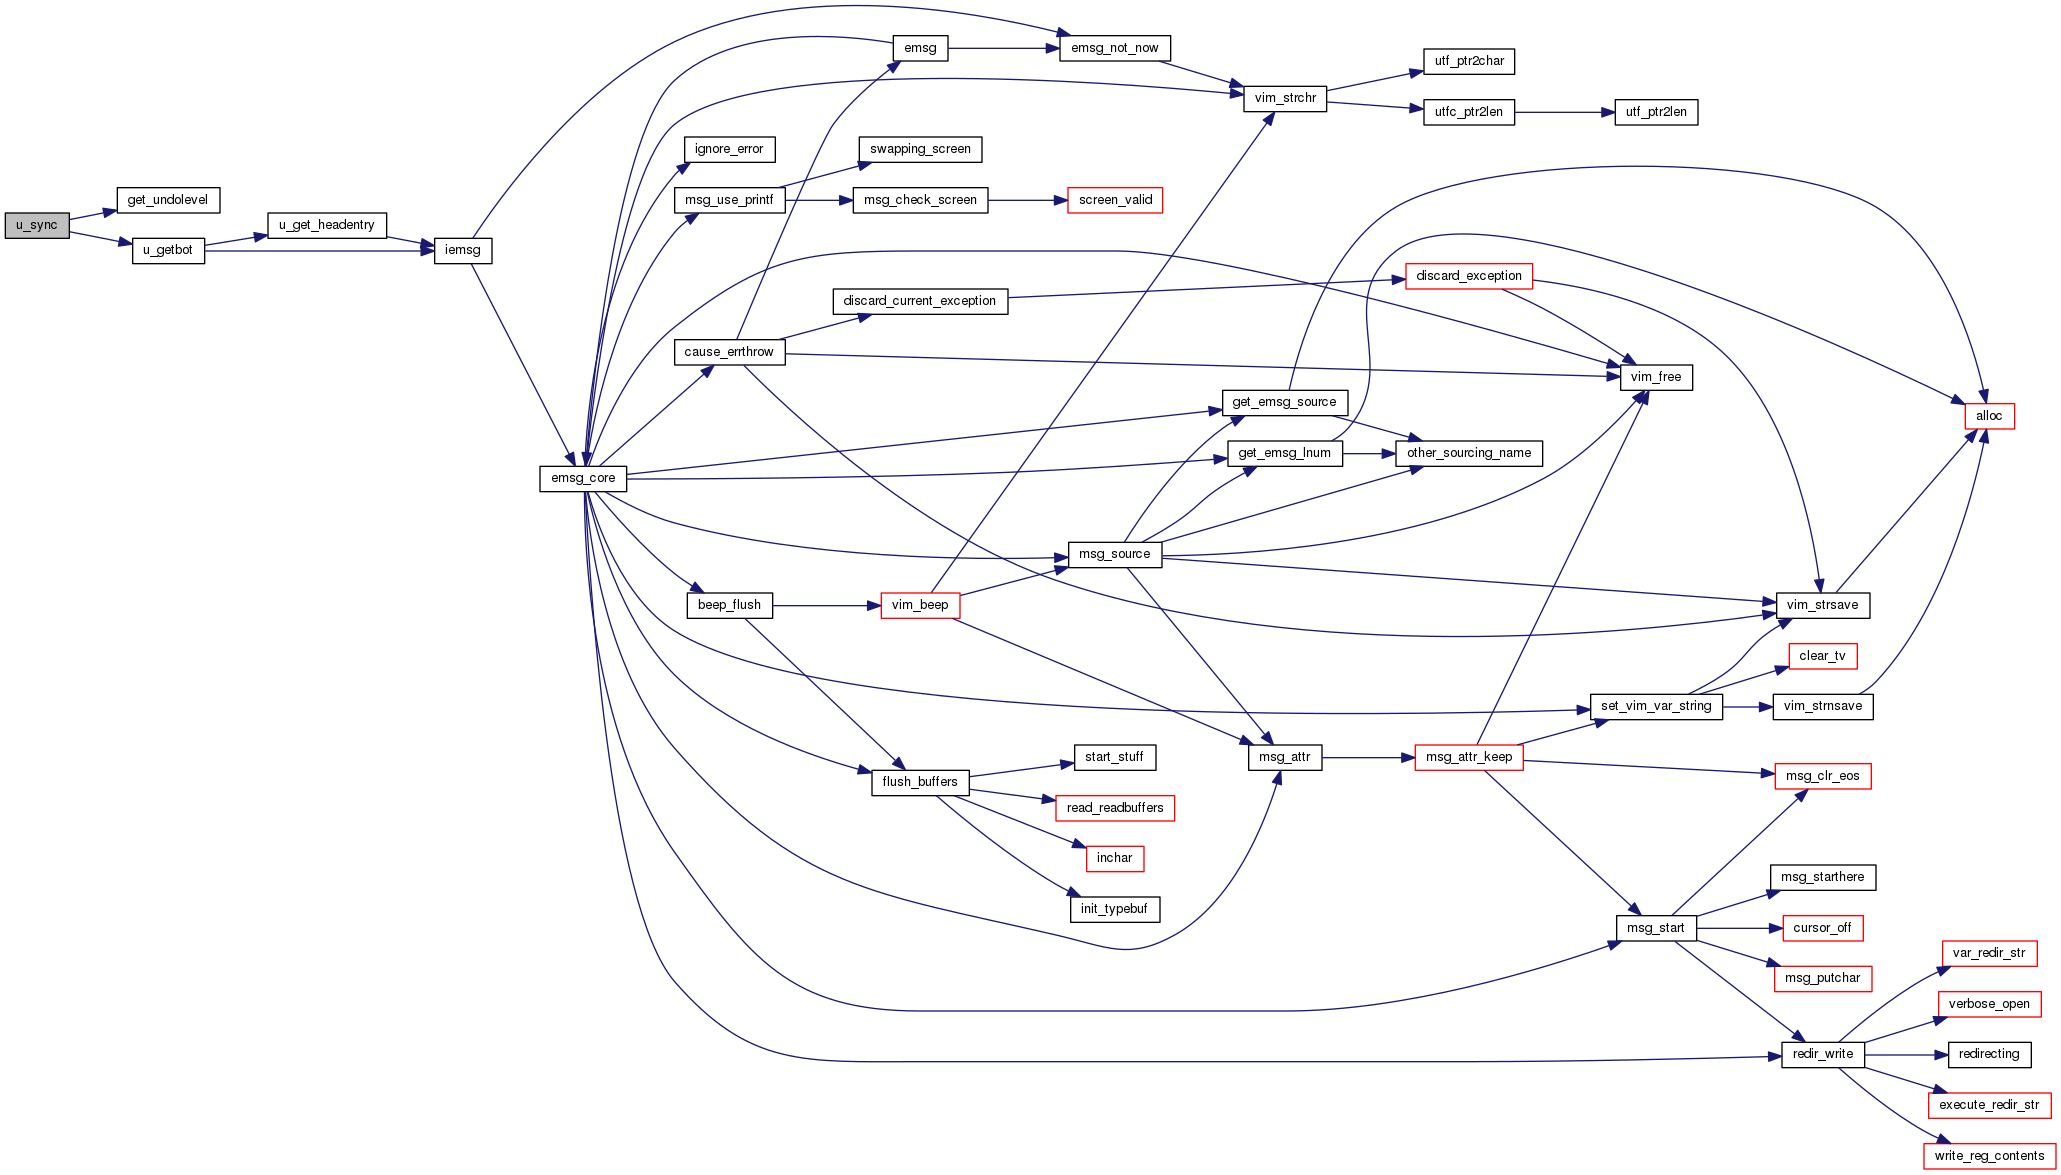 u_sync
get_undolevel
u_getbot
u_get_headentry
iemsg
emsg_core
emsg
emsg_not_now
vim_strchr
utf_ptr2char
utfc_ptr2len
utf_ptr2len
ignore_error
msg_use_printf
swapping_screen
msg_check_screen
screen_valid
cause_errthrow
discard_current_exception
discard_exception
vim_free
get_emsg_source
get_emsg_lnum
other_sourcing_name
alloc
msg_source
beep_flush
vim_beep
vim_strsave
clear_tv
set_vim_var_string
vim_strnsave
msg_attr
msg_attr_keep
msg_clr_eos
flush_buffers
start_stuff
read_readbuffers
inchar
init_typebuf
msg_start
msg_starthere
cursor_off
msg_putchar
redir_write
var_redir_str
verbose_open
redirecting
execute_redir_str
write_reg_contents